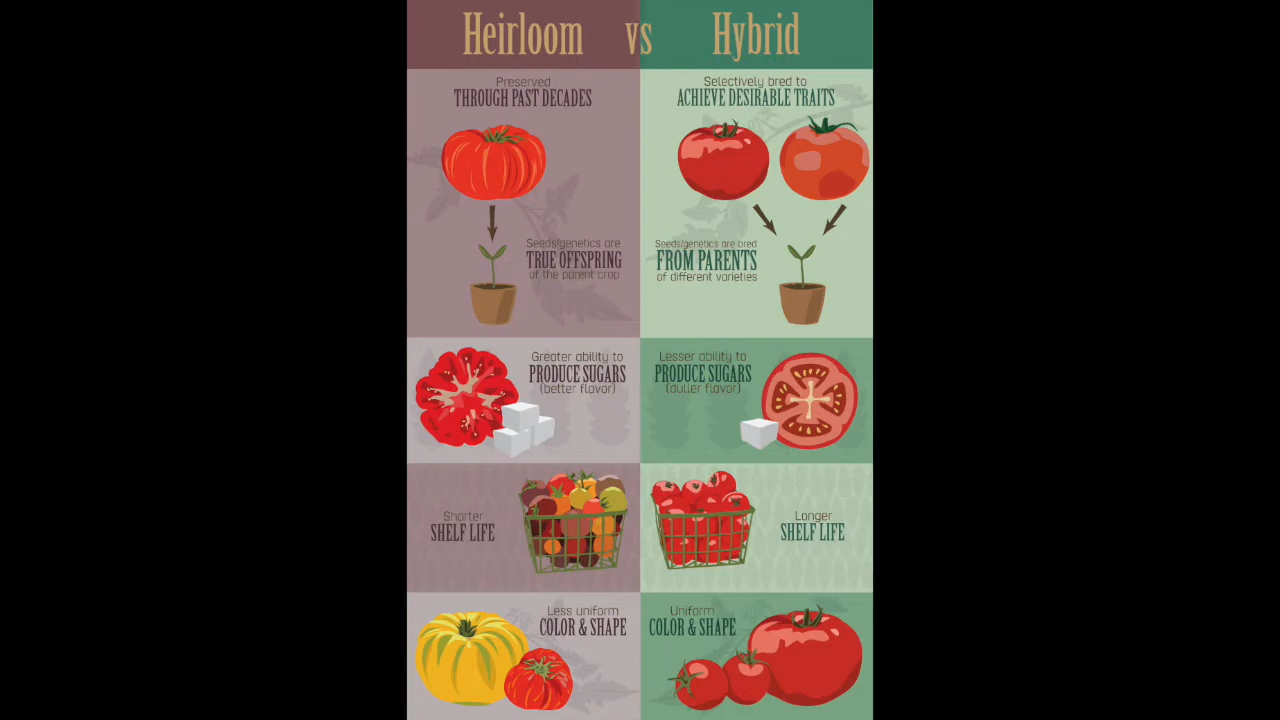 Heirloom vs Hybrid
Preserved
THROUGH PAST DECADES
Selectively bred to
ACHIEVE DESIRABLE TRAITS
Seeds/genetics are
TRUE OFFSPRING
of the parent crop
Seeds/genetics are bred
FROM PARENTS
of different varieties
Greater ability to
PRODUCE SUGARS
(better flavor)
Lesser ability to
PRODUCE SUGARS
(duller flavor)
Shorter
SHELF LIFE
Longer
SHELF LIFE
Less uniform
COLOR & SHAPE
Uniform
COLOR & SHAPE